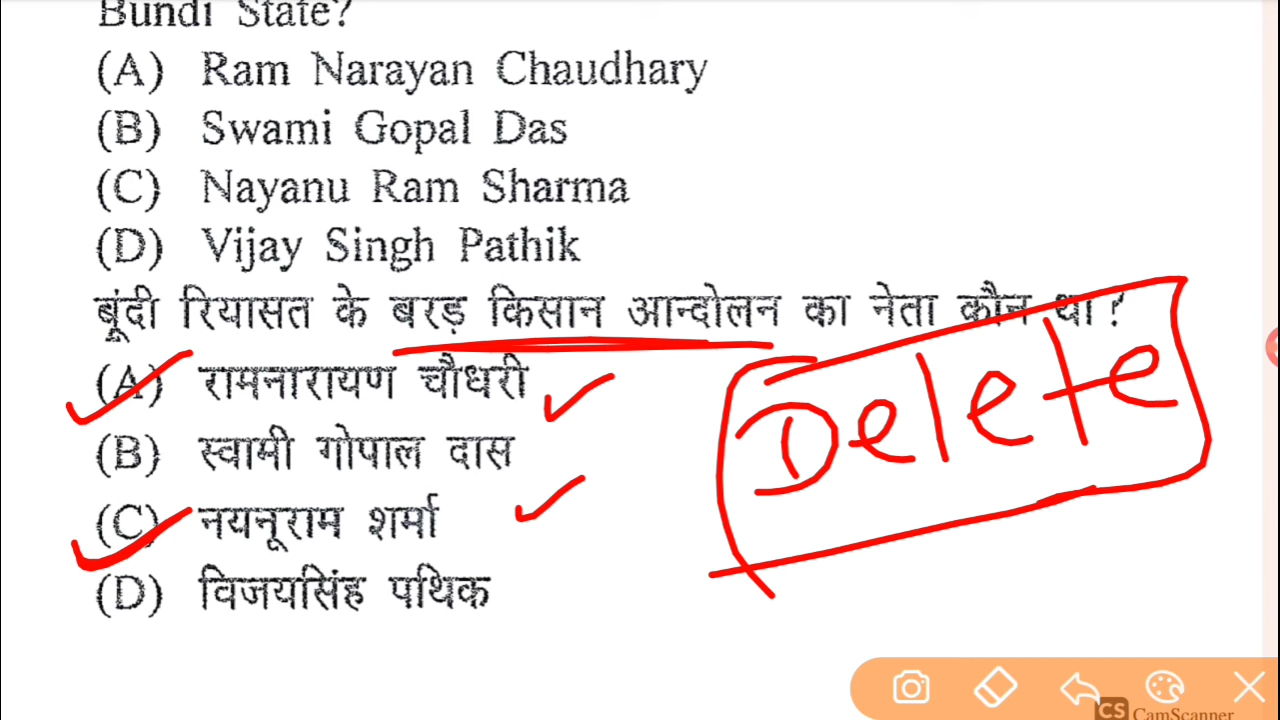 Bundi State?
(A) Ram Narayan Chaudhary
(B) Swami Gopal Das
(C) Nayanu Ram Sharma
(D) Vijay Singh Pathik
बूंदी रियासत के बरड़ किसान आन्दोलन का नेता कौन था ?
(A) रामनारायण चौधरी
Delete
(B) स्वामी गोपाल दास
(C) नयनूराम शर्मा
(D) विजयसिंह पथिक
CS CamScanner